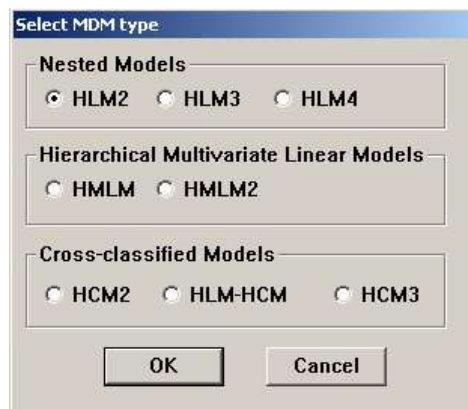 Select MDM type
Nested Models
HLM2 HLM3 HLM4
Hierarchical Multivariate Linear Models
HMLM HMLM2
Cross-classified Models
HCM2 HLM-HCM HCM3
OK Cancel